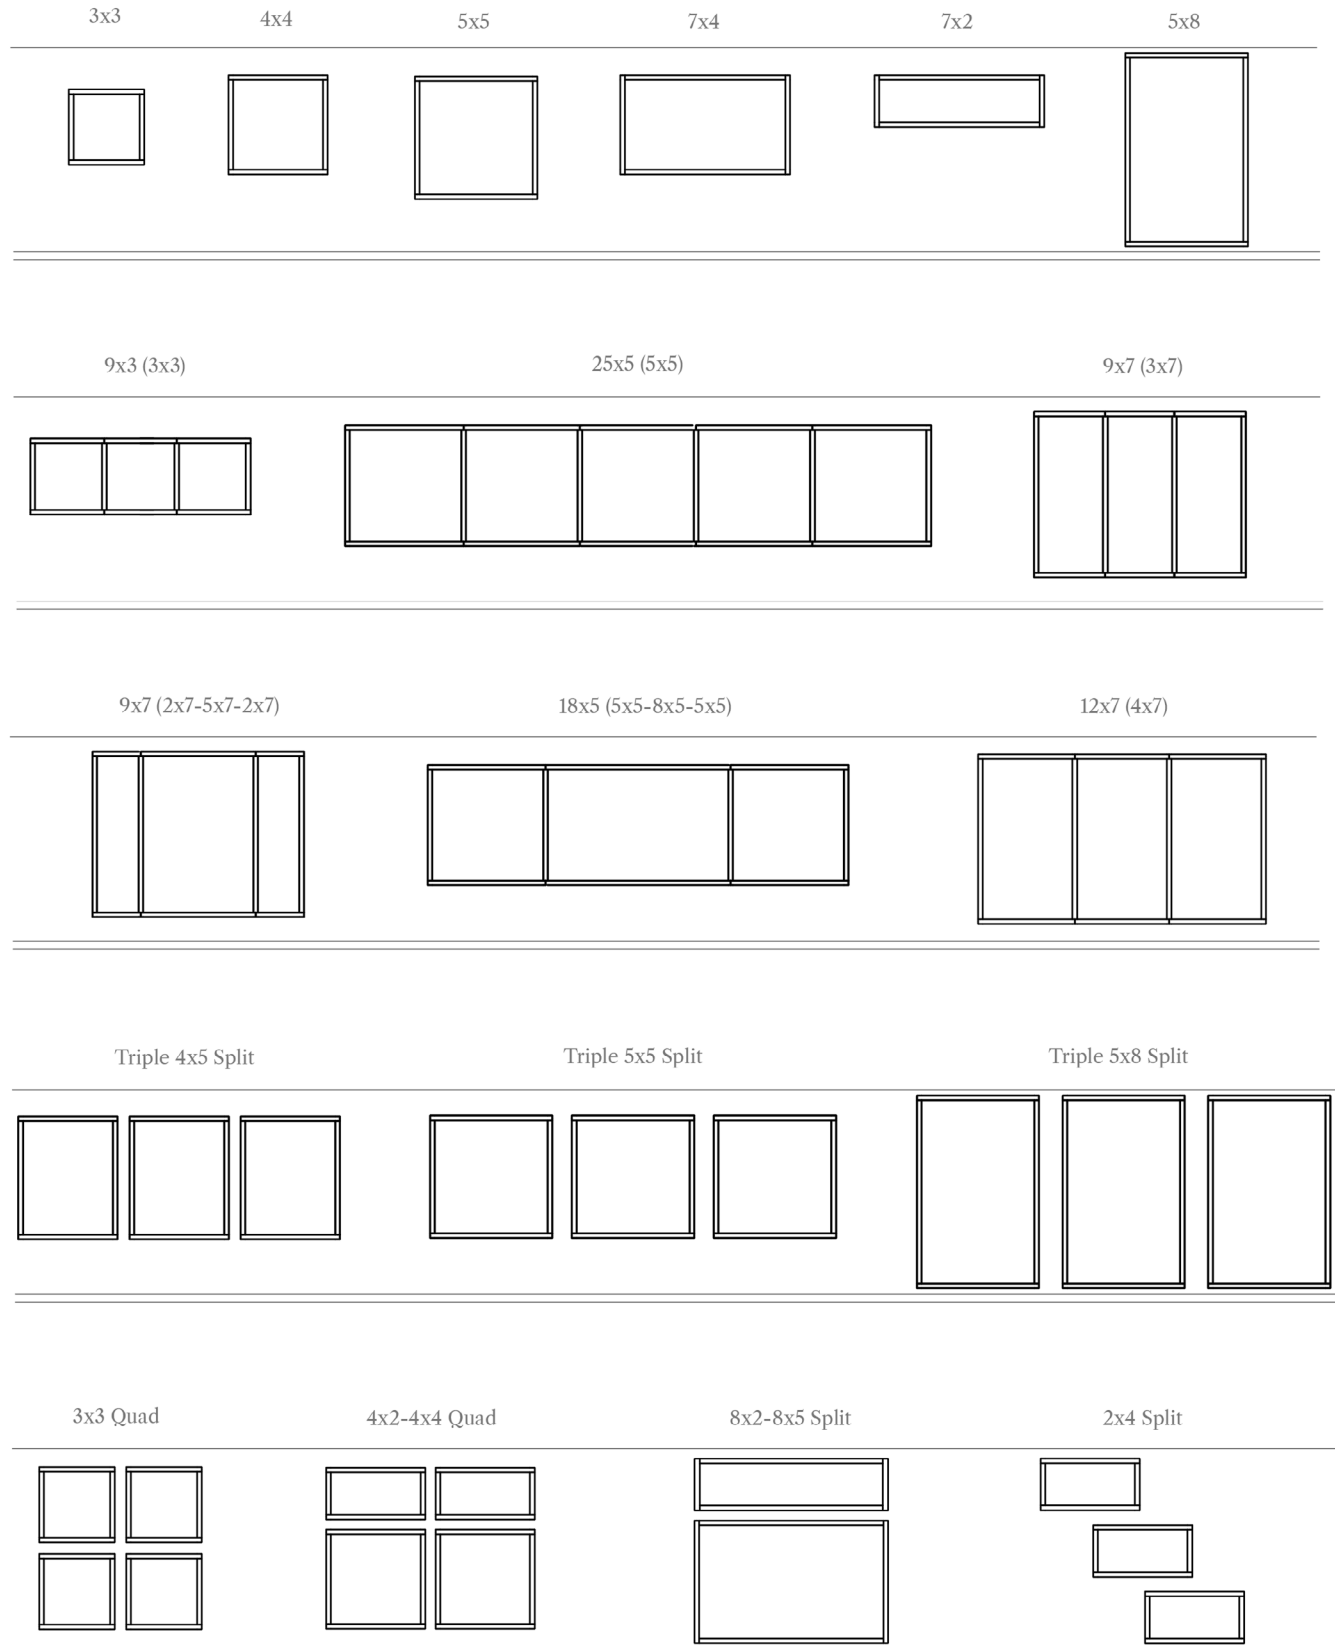 3x3
4x4
5x5
7x4
7x2
5x8
9x3 (3x3)
25x5 (5x5)
9x7 (3x7)
9x7 (2x7-5x7-2x7)
18x5 (5x5-8x5-5x5)
12x7 (4x7)
Triple 4x5 Split
Triple 5x5 Split
Triple 5x8 Split
3x3 Quad
4x2-4x4 Quad
8x2-8x5 Split
2x4 Split